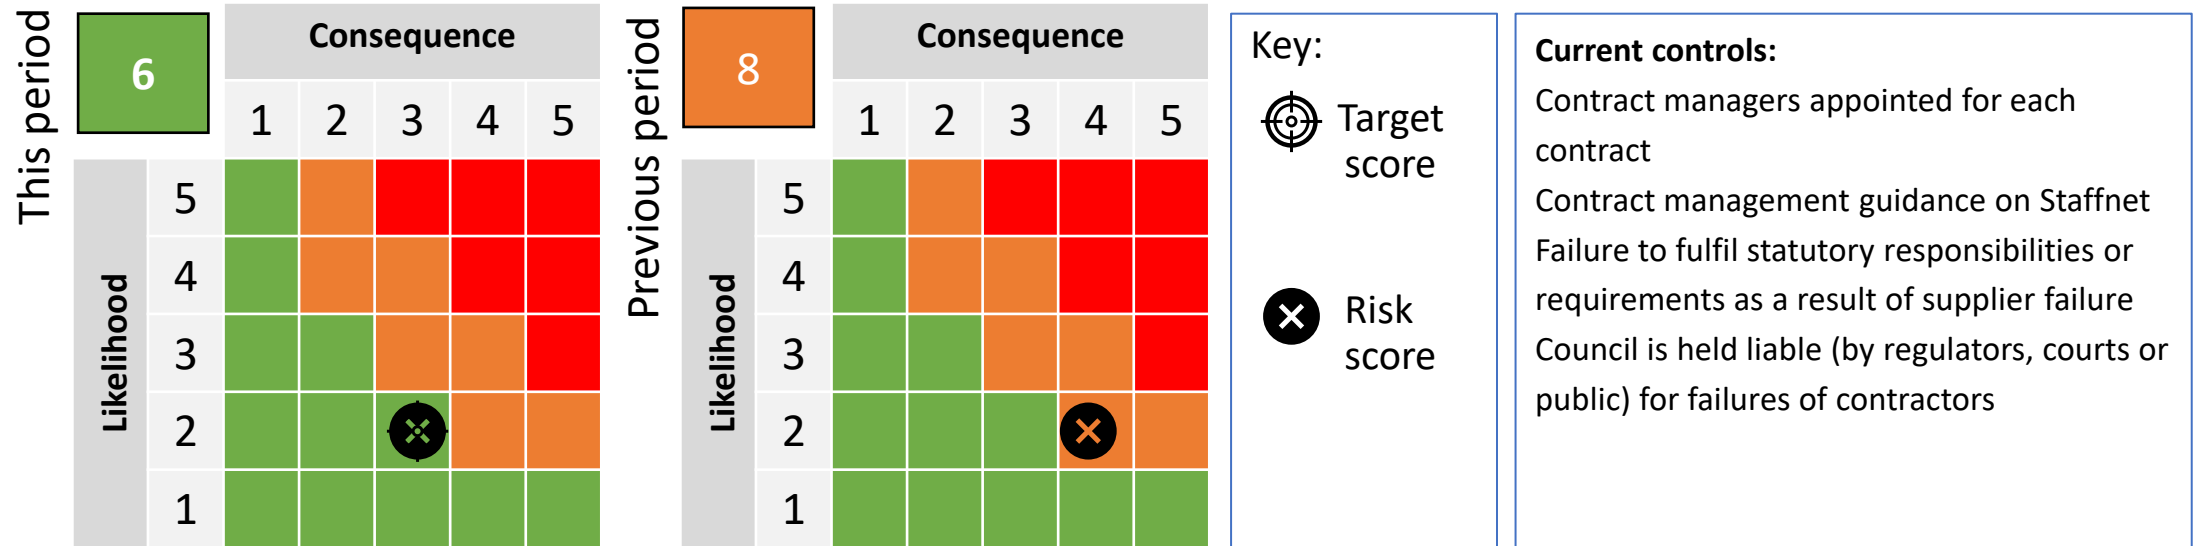 This period
6
Consequence
1 2 3 4 5
Likelihood
5
4
3
2
1
Previous period
8
Consequence
1 2 3 4 5
Likelihood
5
4
3
2
1
Key:
Target
score
Risk
score
Current controls:
Contract managers appointed for each
contract
Contract management guidance on Staffnet
Failure to fulfil statutory responsibilities or
requirements as a result of supplier failure
Council is held liable (by regulators, courts or
public) for failures of contractors